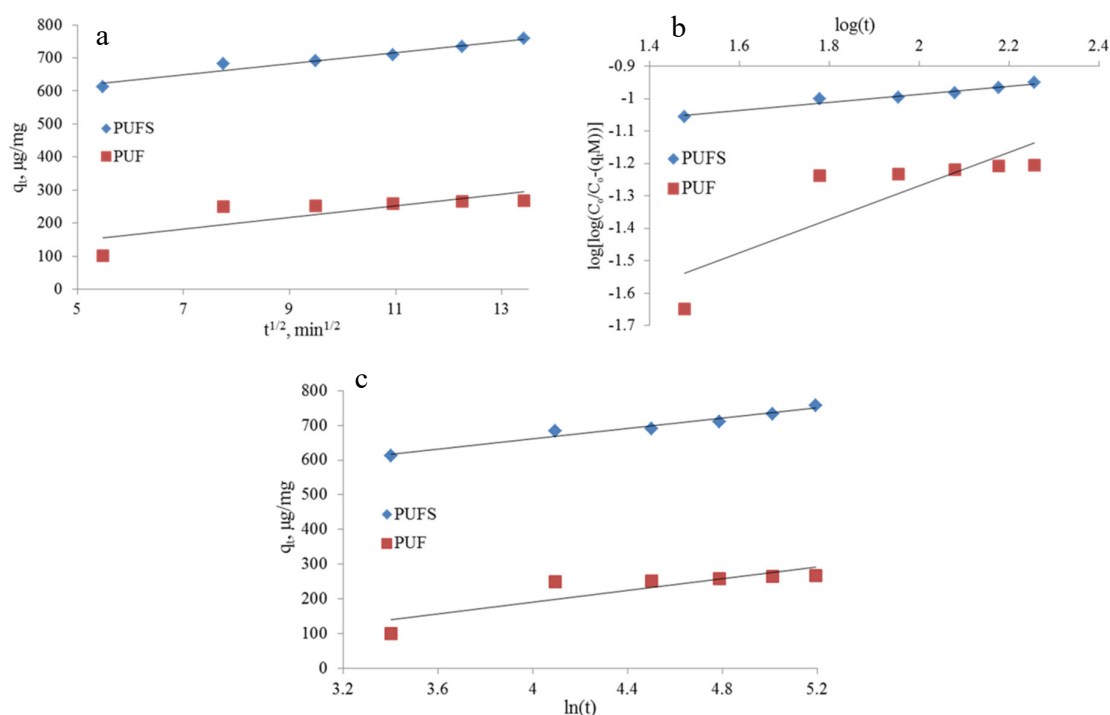 a
800
700
600
500
400
300
200
100
0
qt, µg/mg
PUFS
PUF
5 7 9 11 13
t1/2, min1/2
b
log(t)
1.4 1.6 1.8 2 2.2 2.4
-0.9
-1
-1.1
-1.2
-1.3
-1.4
-1.5
-1.6
-1.7
log[log(Co/Co-(qtM))]
PUFS
PUF
c
800
700
600
500
400
300
200
100
0
qt, µg/mg
PUFS
PUF
3.2 3.6 4 4.4 4.8 5.2
ln(t)